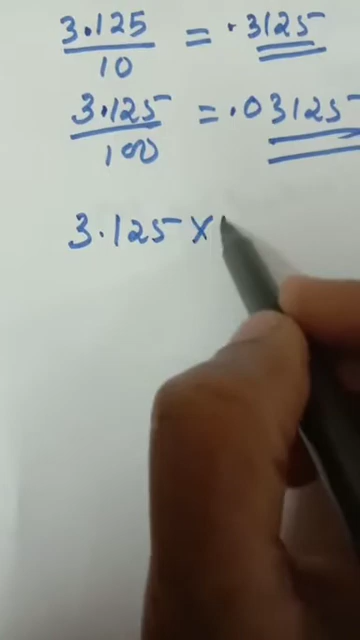 3.125 / 10 = .3125
3.125 / 100 = .03125
3.125 ×